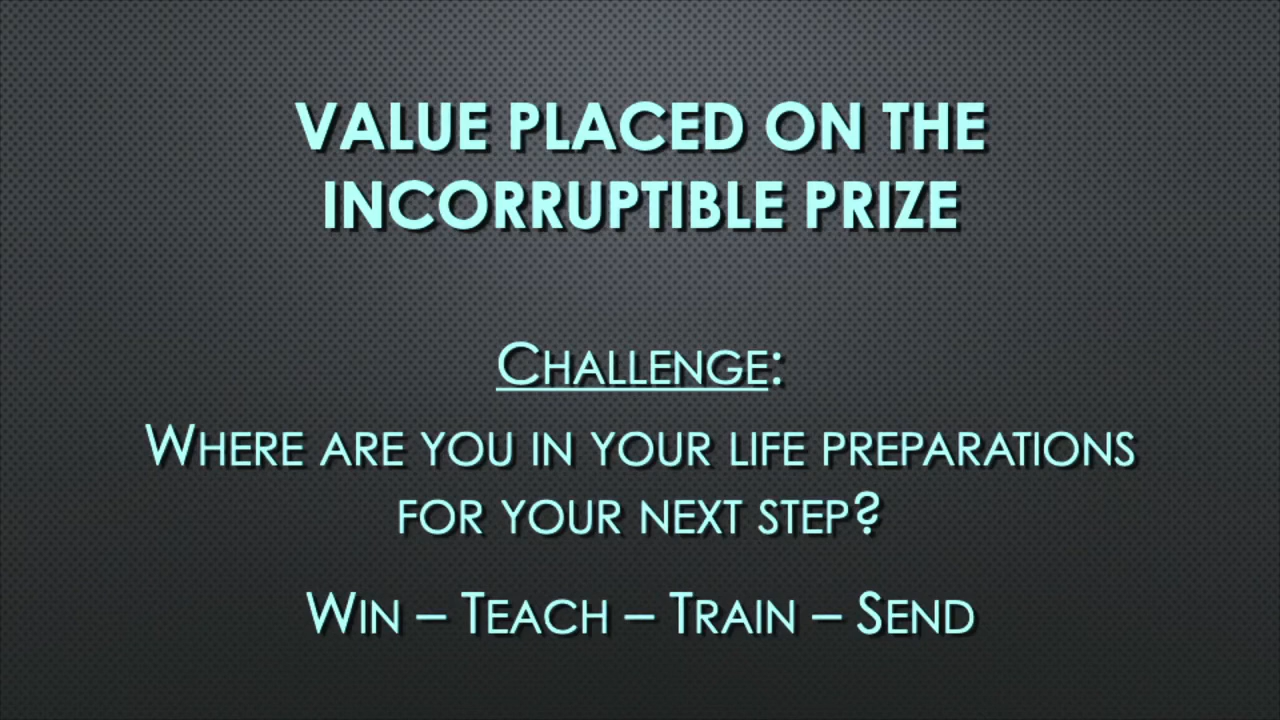 VALUE PLACED ON THE
INCORRUPTIBLE PRIZE
CHALLENGE:
WHERE ARE YOU IN YOUR LIFE PREPARATIONS
FOR YOUR NEXT STEP?
WIN – TEACH – TRAIN – SEND